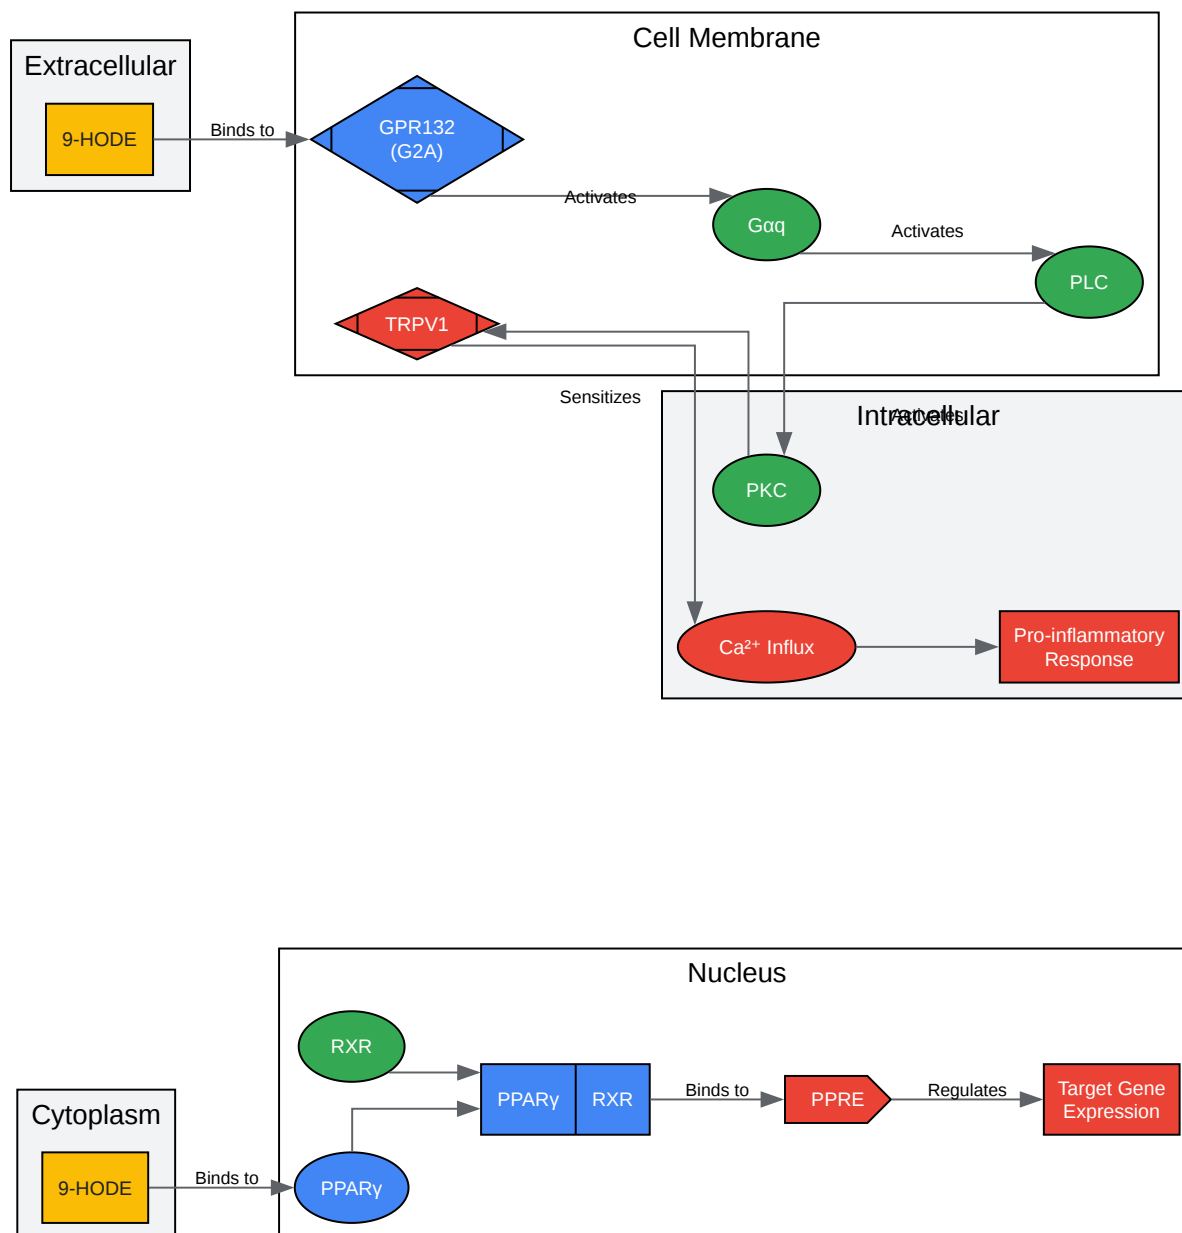 Cell Membrane
Extracellular
9-HODE
Binds to
GPR132
(G2A)
Activates
Gαq
Activates
PLC
TRPV1
Sensitizes
Intracellular
Activates
PKC
Ca²⁺ Influx
Pro-inflammatory
Response
Nucleus
RXR
PPARγ
RXR
Binds to
PPRE
Regulates
Target Gene
Expression
Cytoplasm
9-HODE
Binds to
PPARγ